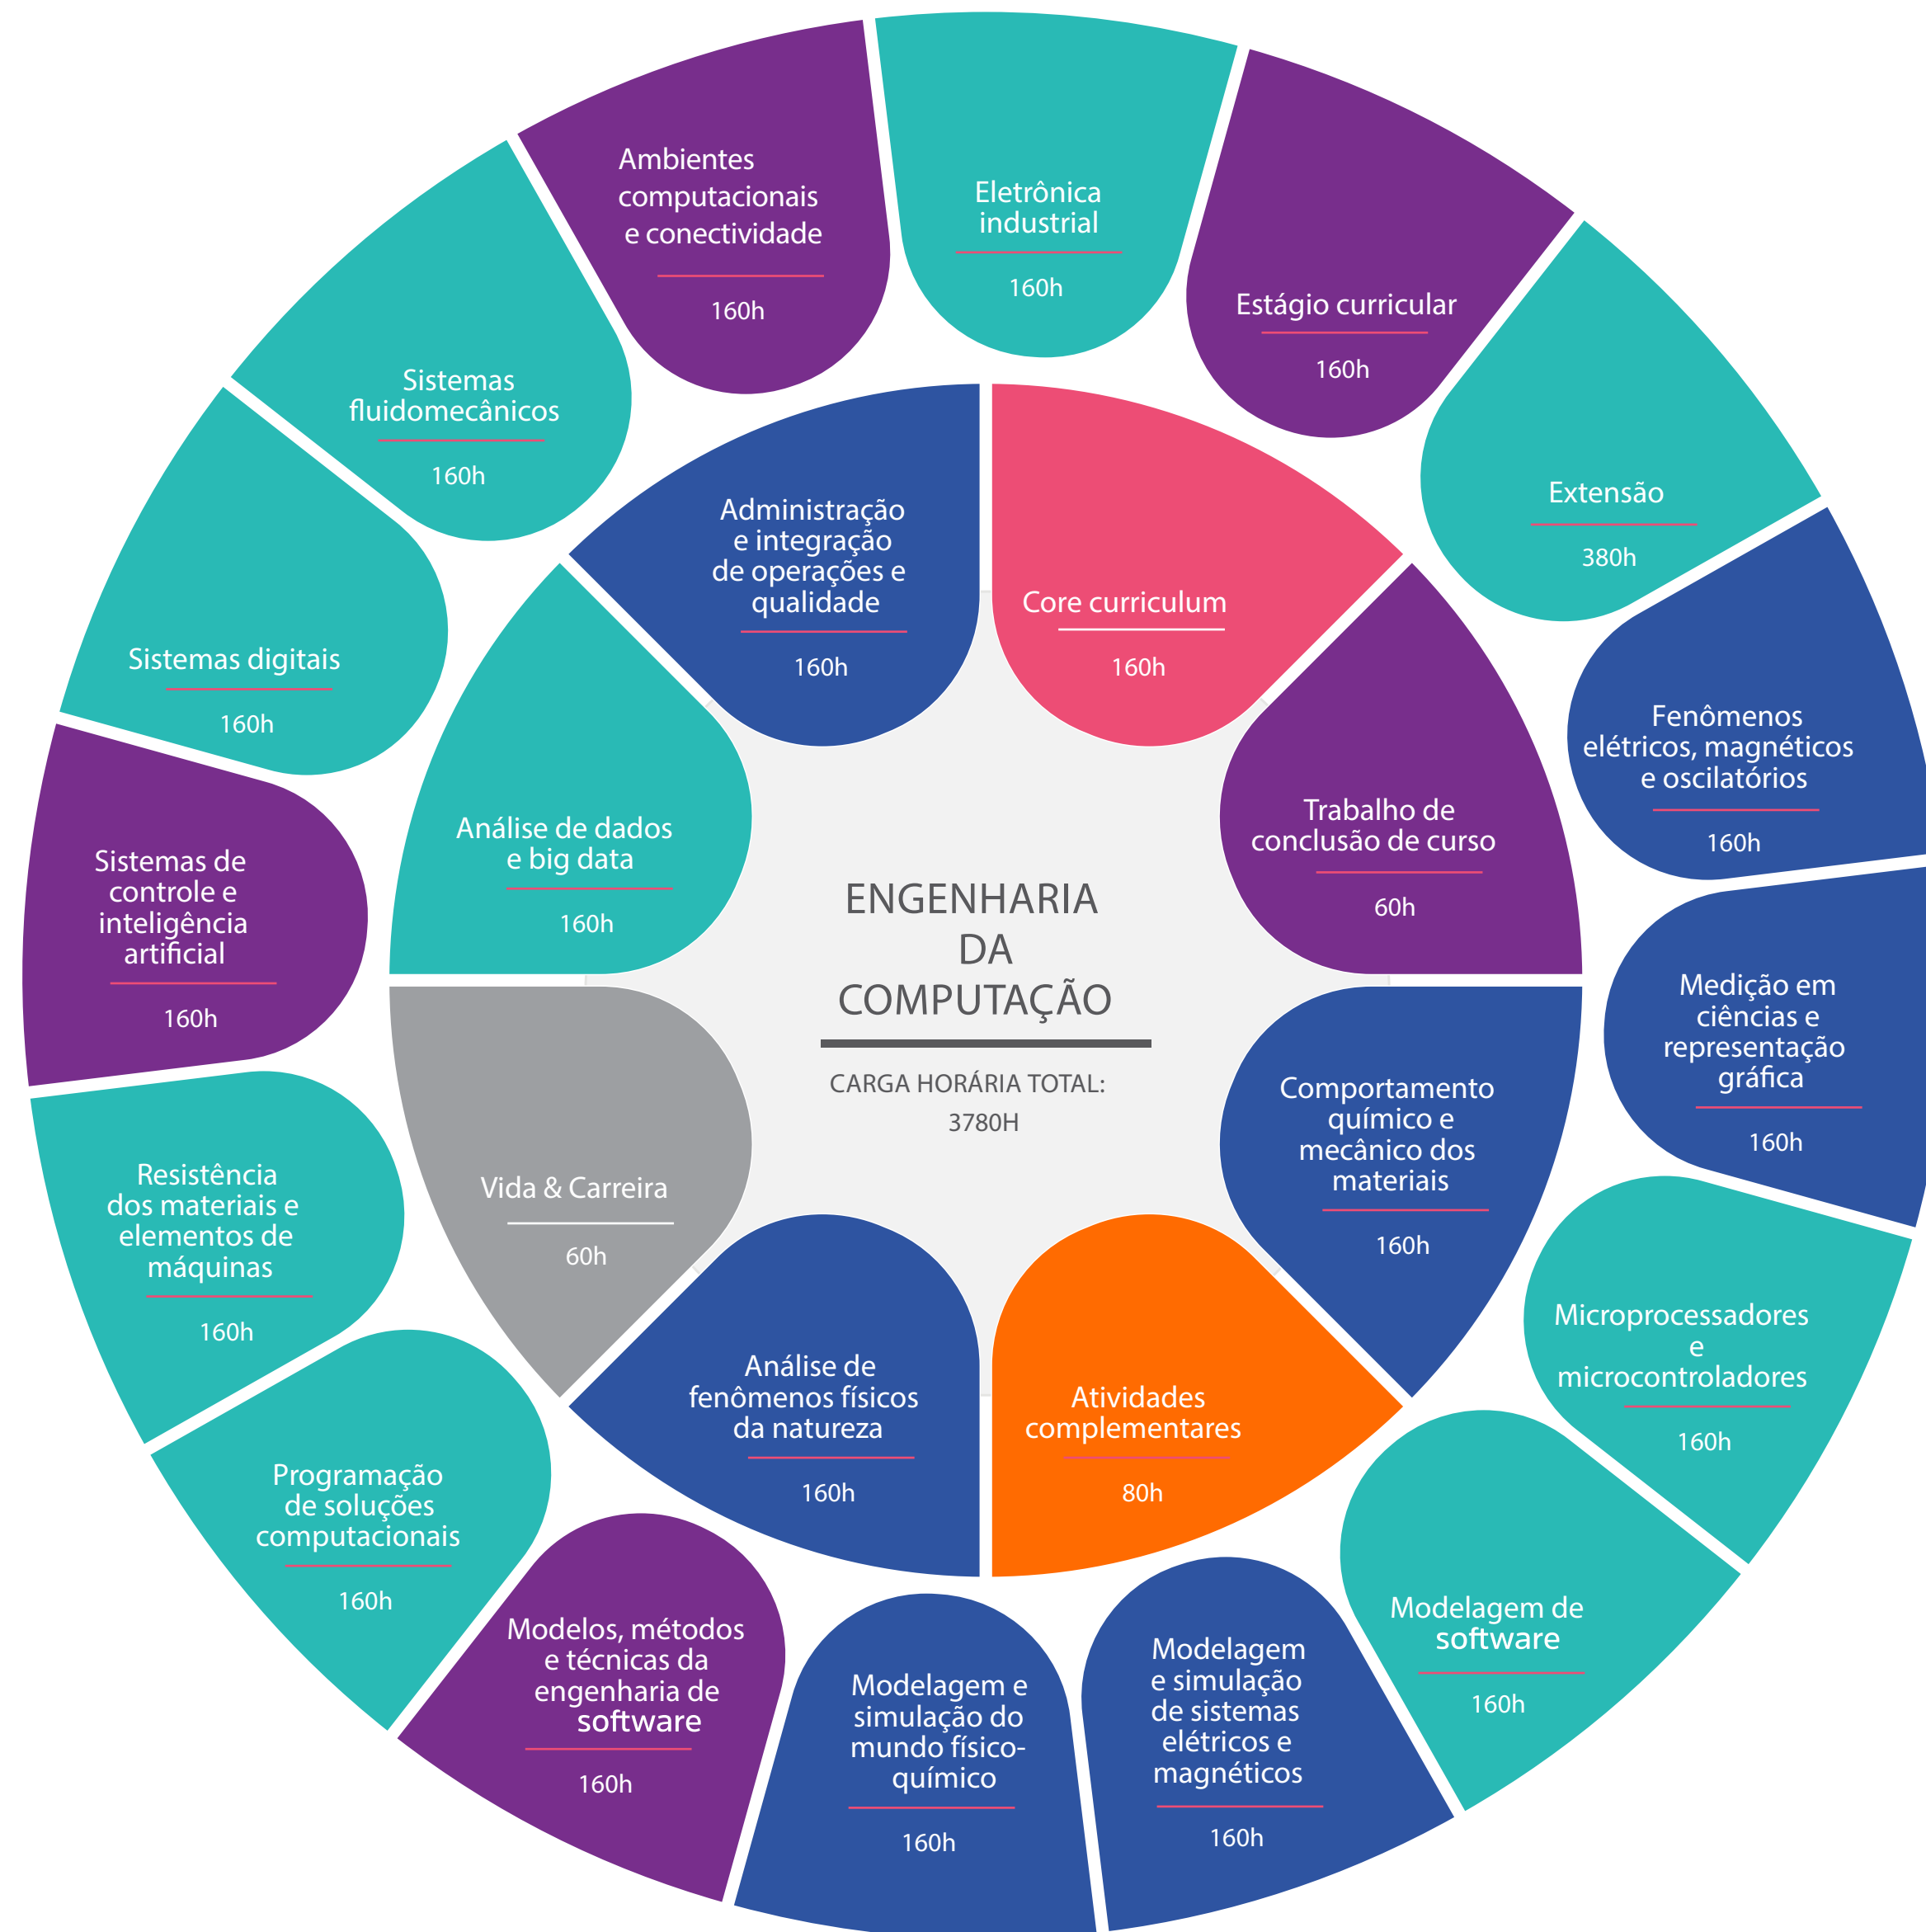 Ambientes
computacionais
e conectividade
160h
Eletrônica
industrial
160h
Estágio curricular
160h
Extensão
380h
Fenômenos
elétricos, magnéticos
e oscilatórios
160h
Medição em
ciências e
representação
gráfica
160h
Microprocessadores
e
microcontroladores
160h
Modelagem de
software
160h
Modelagem
e simulação
de sistemas
elétricos e
magnéticos
160h
Modelagem e
simulação do
mundo físico-
químico
160h
Modelos, métodos
e técnicas da
engenharia de
software
160h
Programação
de soluções
computacionais
160h
Resistência
dos materiais e
elementos de
máquinas
160h
Sistemas de
controle e
inteligência
artificial
160h
Sistemas digitais
160h
Sistemas
fluidomecânicos
160h
Administração
e integração
de operações e
qualidade
160h
Core curriculum
160h
Trabalho de
conclusão de curso
60h
Comportamento
químico e
mecânico dos
materiais
160h
Atividades
complementares
80h
Análise de
fenômenos físicos
da natureza
160h
Vida & Carreira
60h
Análise de dados
e big data
160h
ENGENHARIA
DA
COMPUTAÇÃO
CARGA HORÁRIA TOTAL:
3780H